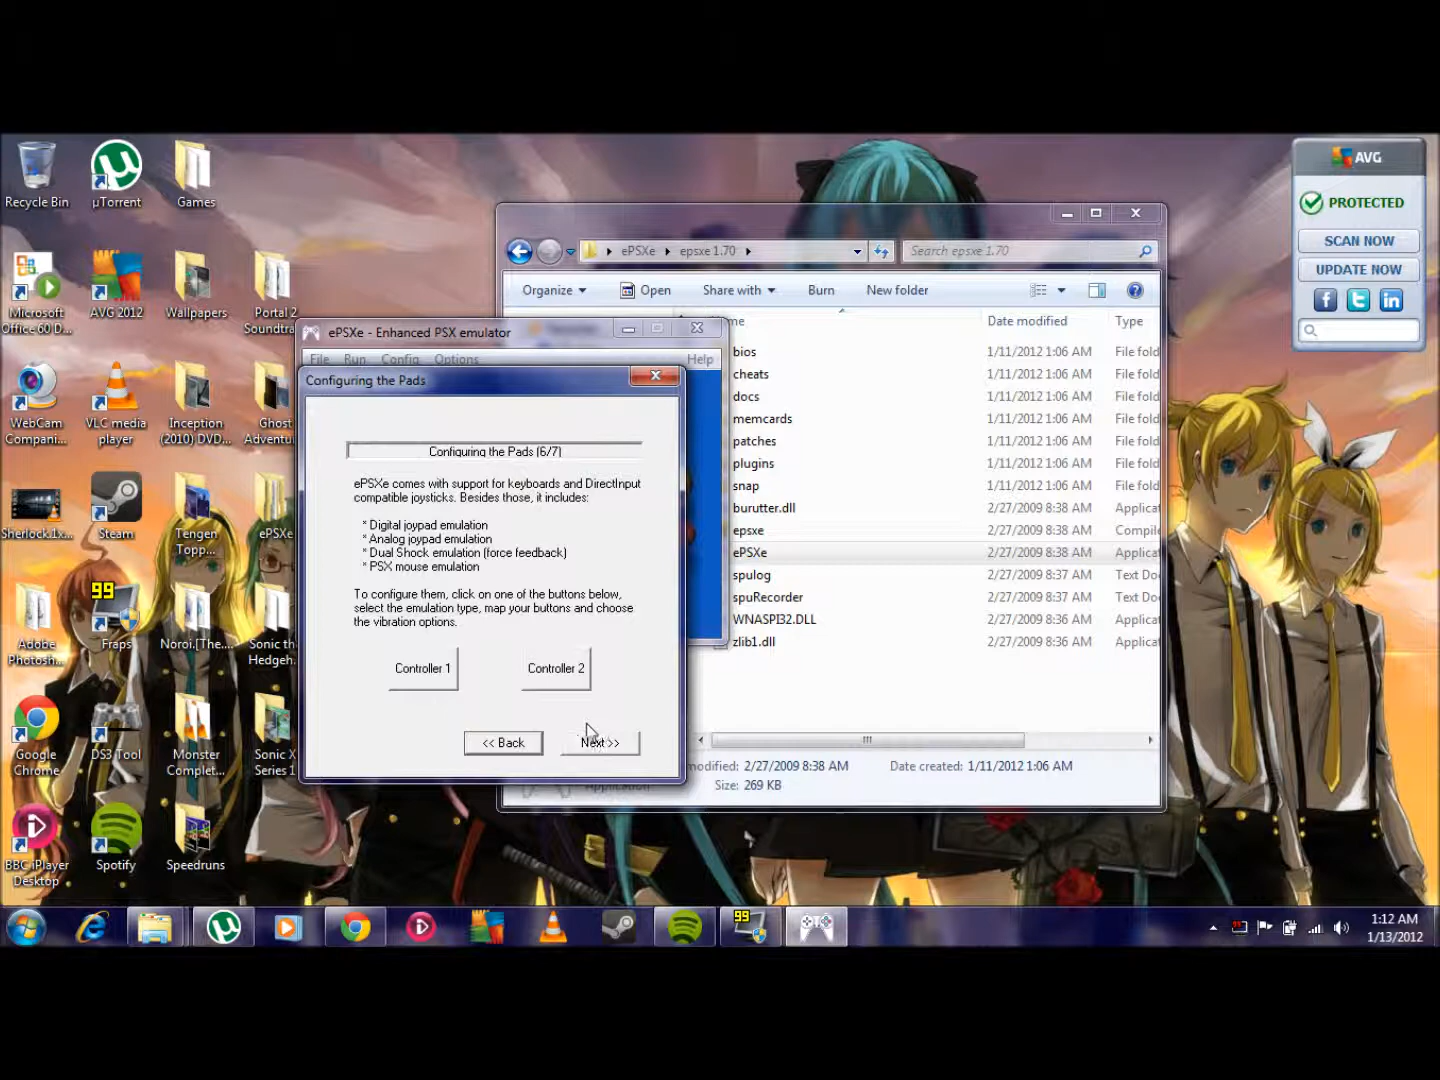 Recycle Bin
µTorrent
Games
Microsoft
Office 60 D...
AVG 2012
Wallpapers
Portal 2
Soundtra
WebCam
Compani...
VLC media
player
Inception
(2010) DVD...
Ghost
Adventu
Sherlock.1x...
Steam
Tengen
Topp...
ePSXe
Adobe
Photosh...
99
Fraps
Noroi.[The...
Sonic th
Hedgeh.
Google
Chrome
DS3 Tool
Monster
Complet...
Sonic X
Series 1
BBC iPlayer
Desktop
Spotify
Speedruns
ePSXe
epsxe 1.70
Search epsxe 1.70
Organize
Open
Share with
Burn
New folder
me
Date modified
Type
bios
1/11/2012 1:06 AM
File fold
cheats
1/11/2012 1:06 AM
File fold
docs
1/11/2012 1:06 AM
File fold
memcards
1/11/2012 1:06 AM
File fold
patches
1/11/2012 1:06 AM
File fold
plugins
1/11/2012 1:06 AM
File fold
snap
1/11/2012 1:06 AM
File fold
burutter.dll
2/27/2009 8:38 AM
Applica
epsxe
2/27/2009 8:38 AM
Compile
ePSXe
2/27/2009 8:38 AM
Applicat
spulog
2/27/2009 8:37 AM
Text Do
spuRecorder
2/27/2009 8:37 AM
Text Do
WNASPI32.DLL
2/27/2009 8:36 AM
Applica
zlib1.dll
2/27/2009 8:36 AM
Applica
modified: 2/27/2009 8:38 AM
Date created: 1/11/2012 1:06 AM
Application
Size: 269 KB
ePSXe - Enhanced PSX emulator
File Run Config Options Help
Configuring the Pads
Configuring the Pads (6/7)
ePSXe comes with support for keyboards and DirectInput
compatible joysticks. Besides those, it includes:
* Digital joypad emulation
* Analog joypad emulation
* Dual Shock emulation (force feedback)
* PSX mouse emulation
To configure them, click on one of the buttons below,
select the emulation type, map your buttons and choose
the vibration options.
Controller 1
Controller 2
<< Back
Next >>
AVG
PROTECTED
SCAN NOW
UPDATE NOW
99
1:12 AM
1/13/2012